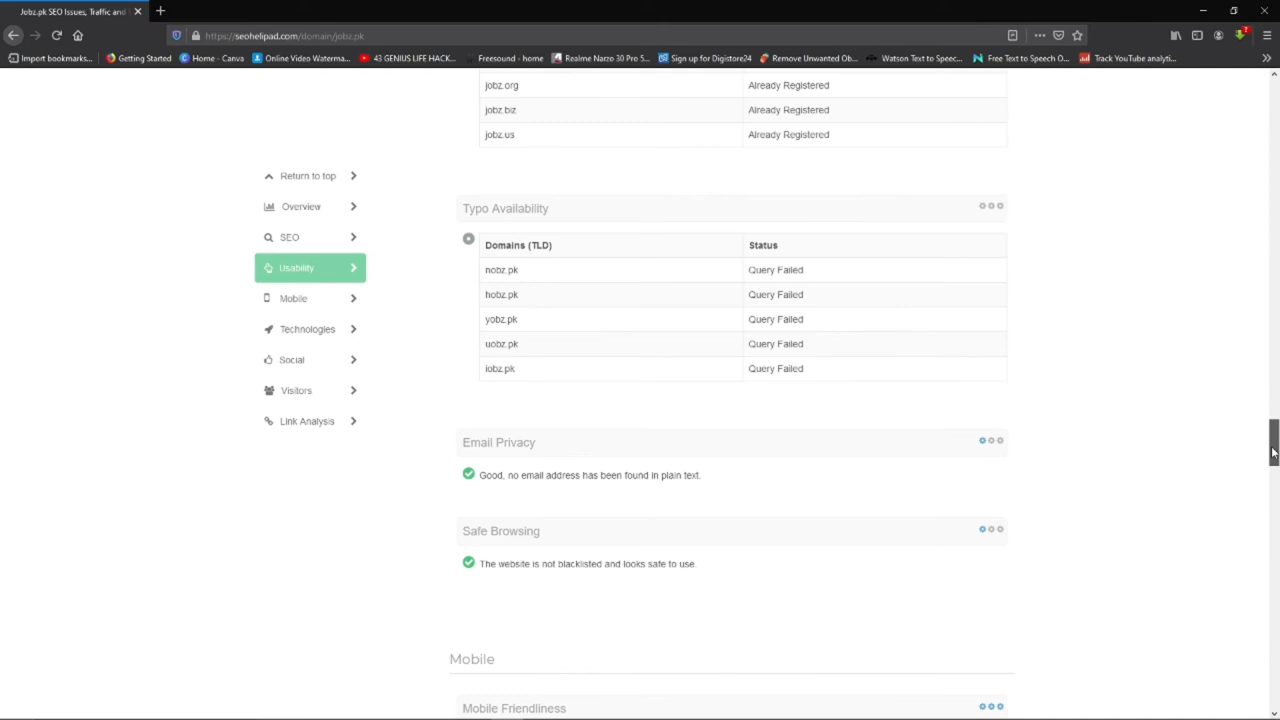 Jobz.pk SEO Issues, Traffic and
https://seohelipad.com/domain/jobz.pk
Import bookmarks... Getting Started Home - Canva Online Video Waterma... 43 GENIUS LIFE HACK... Freesound - home Realme Narzo 30 Pro 5... Sign up for Digistore24 Remove Unwanted Ob... Watson Text to Speec... Free Text to Speech O... Track YouTube analyti...
jobz.org Already Registered
jobz.biz Already Registered
jobz.us Already Registered
Return to top
Overview
SEO
Usability
Mobile
Technologies
Social
Visitors
Link Analysis
Typo Availability
Domains (TLD) Status
nobz.pk Query Failed
hobz.pk Query Failed
yobz.pk Query Failed
uobz.pk Query Failed
iobz.pk Query Failed
Email Privacy
Good, no email address has been found in plain text.
Safe Browsing
The website is not blacklisted and looks safe to use.
Mobile
Mobile Friendliness